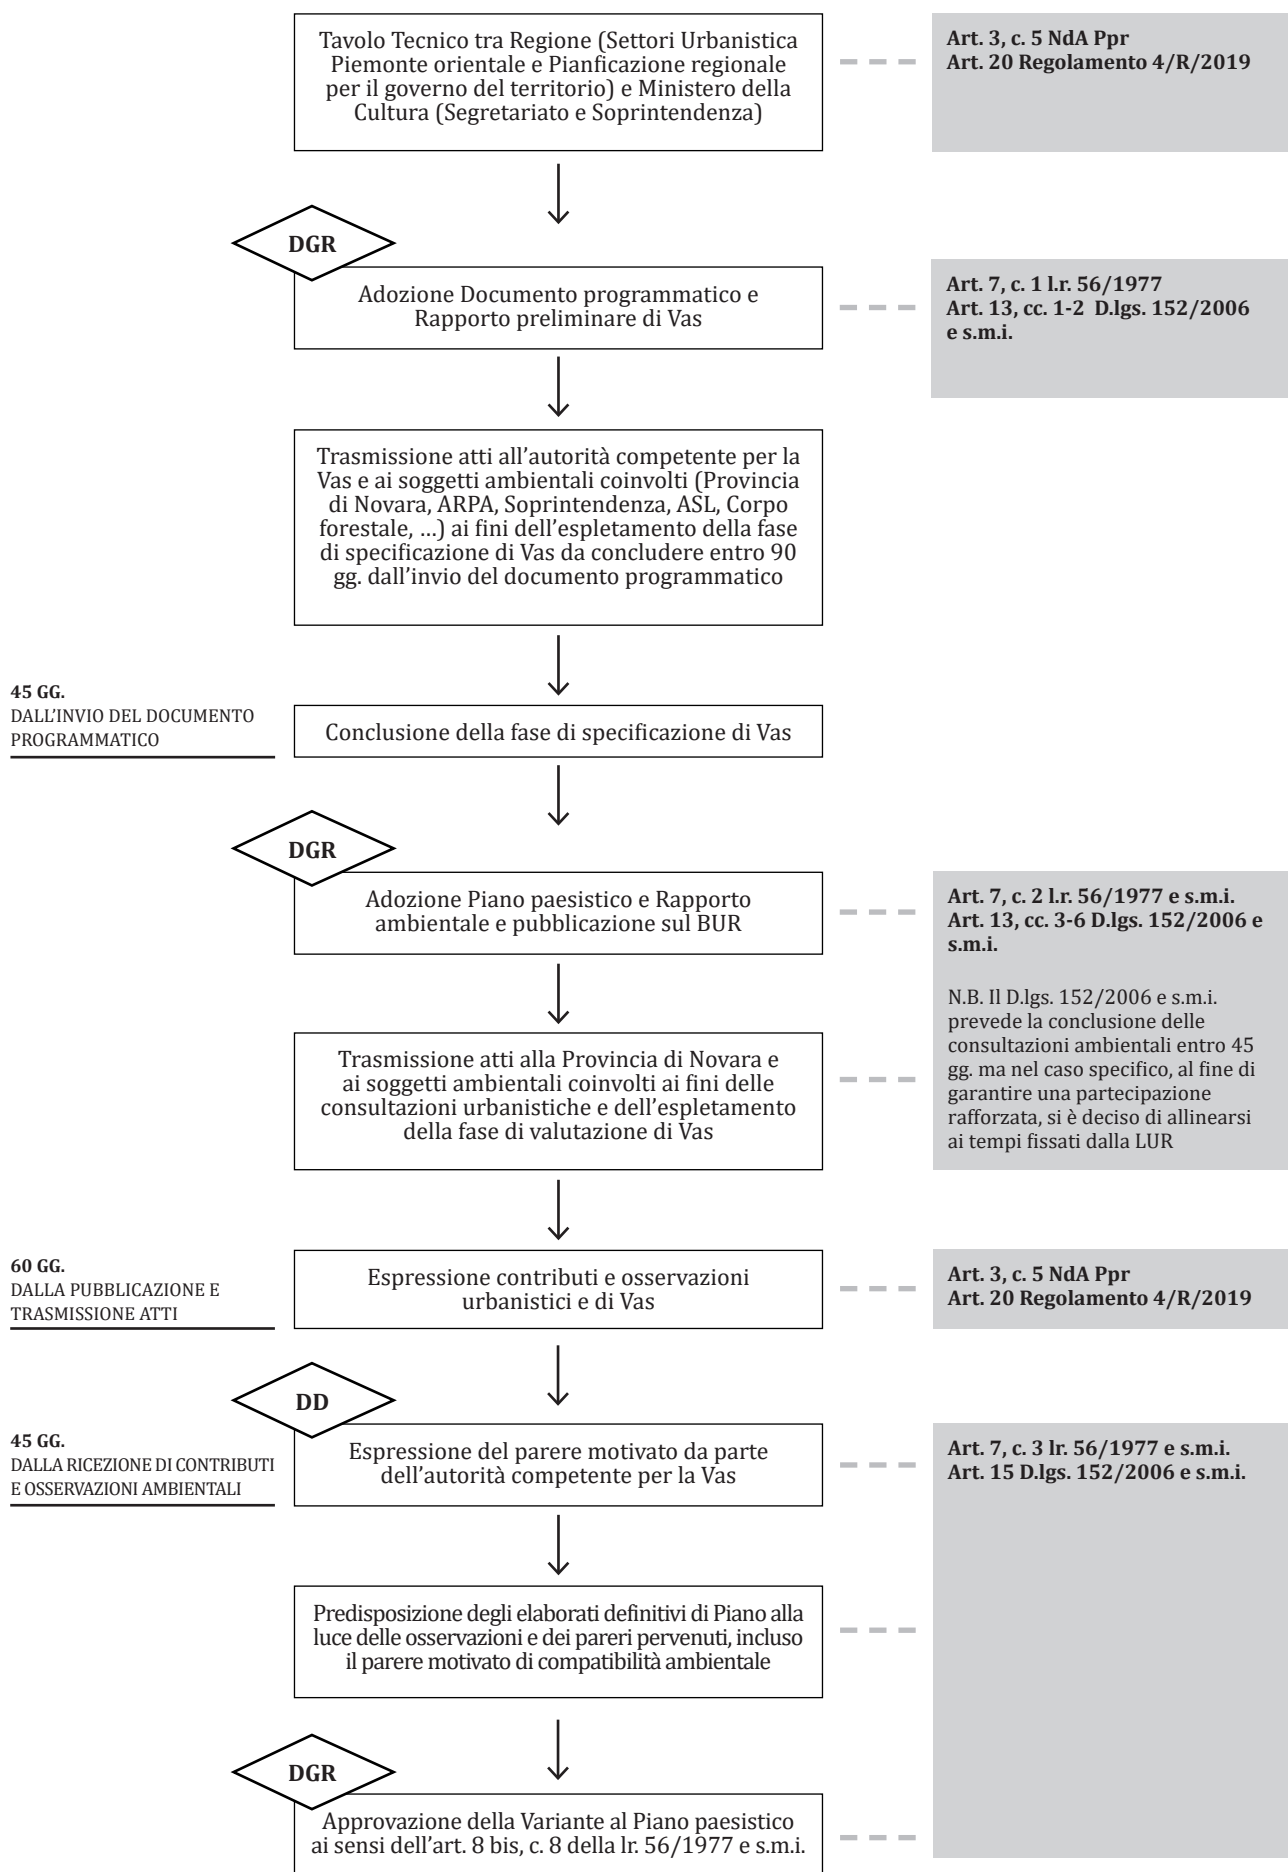 Tavolo Tecnico tra Regione (Settori Urbanistica
Piemonte orientale e Pianficazione regionale
per il governo del territorio) e Ministero della
Cultura (Segretariato e Soprintendenza)
Art. 3, c. 5 NdA Ppr
Art. 20 Regolamento 4/R/2019
DGR
Adozione Documento programmatico e
Rapporto preliminare di Vas
Art. 7, c. 1 l.r. 56/1977
Art. 13, cc. 1-2 D.lgs. 152/2006
e s.m.i.
Trasmissione atti all'autorità competente per la
Vas e ai soggetti ambientali coinvolti (Provincia
di Novara, ARPA, Soprintendenza, ASL, Corpo
forestale, ...) ai fini dell'espletamento della fase
di specificazione di Vas da concludere entro 90
gg. dall'invio del documento programmatico
45 GG.
DALL'INVIO DEL DOCUMENTO
PROGRAMMATICO
Conclusione della fase di specificazione di Vas
DGR
Adozione Piano paesistico e Rapporto
ambientale e pubblicazione sul BUR
Art. 7, c. 2 l.r. 56/1977 e s.m.i.
Art. 13, cc. 3-6 D.lgs. 152/2006 e
s.m.i.
N.B. Il D.lgs. 152/2006 e s.m.i.
prevede la conclusione delle
consultazioni ambientali entro 45
gg. ma nel caso specifico, al fine di
garantire una partecipazione
rafforzata, si è deciso di allinearsi
ai tempi fissati dalla LUR
Trasmissione atti alla Provincia di Novara e
ai soggetti ambientali coinvolti ai fini delle
consultazioni urbanistiche e dell'espletamento
della fase di valutazione di Vas
60 GG.
DALLA PUBBLICAZIONE E
TRASMISSIONE ATTI
Espressione contributi e osservazioni
urbanistici e di Vas
Art. 3, c. 5 NdA Ppr
Art. 20 Regolamento 4/R/2019
DD
45 GG.
DALLA RICEZIONE DI CONTRIBUTI
E OSSERVAZIONI AMBIENTALI
Espressione del parere motivato da parte
dell'autorità competente per la Vas
Art. 7, c. 3 lr. 56/1977 e s.m.i.
Art. 15 D.lgs. 152/2006 e s.m.i.
Predisposizione degli elaborati definitivi di Piano alla
luce delle osservazioni e dei pareri pervenuti, incluso
il parere motivato di compatibilità ambientale
DGR
Approvazione della Variante al Piano paesistico
ai sensi dell'art. 8 bis, c. 8 della lr. 56/1977 e s.m.i.